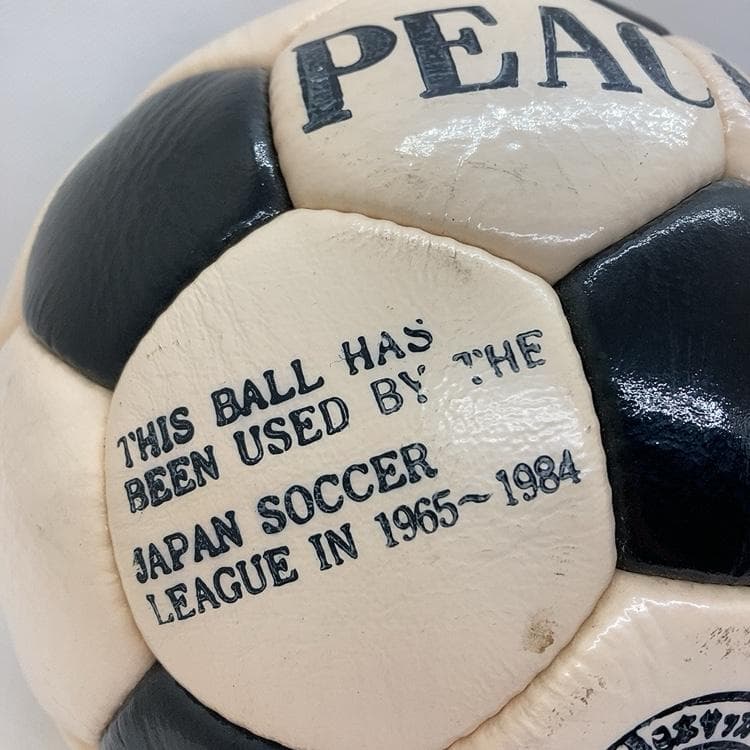 PEAC
THIS BALL HAS
BEEN USED BY THE
JAPAN SOCCER
LEAGUE IN 1965~1984